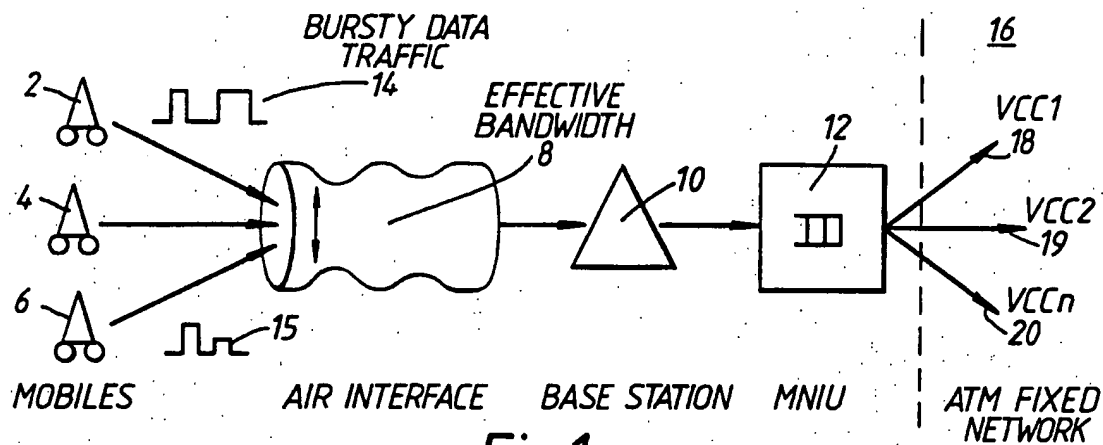 BURSTY DATA
TRAFFIC
14
16
2
EFFECTIVE
BANDWIDTH
8
12
VCC1
18
4
10
VCC2
19
6
15
VCCn
20
MOBILES
AIR INTERFACE
BASE STATION
MNIU
ATM FIXED
NETWORK